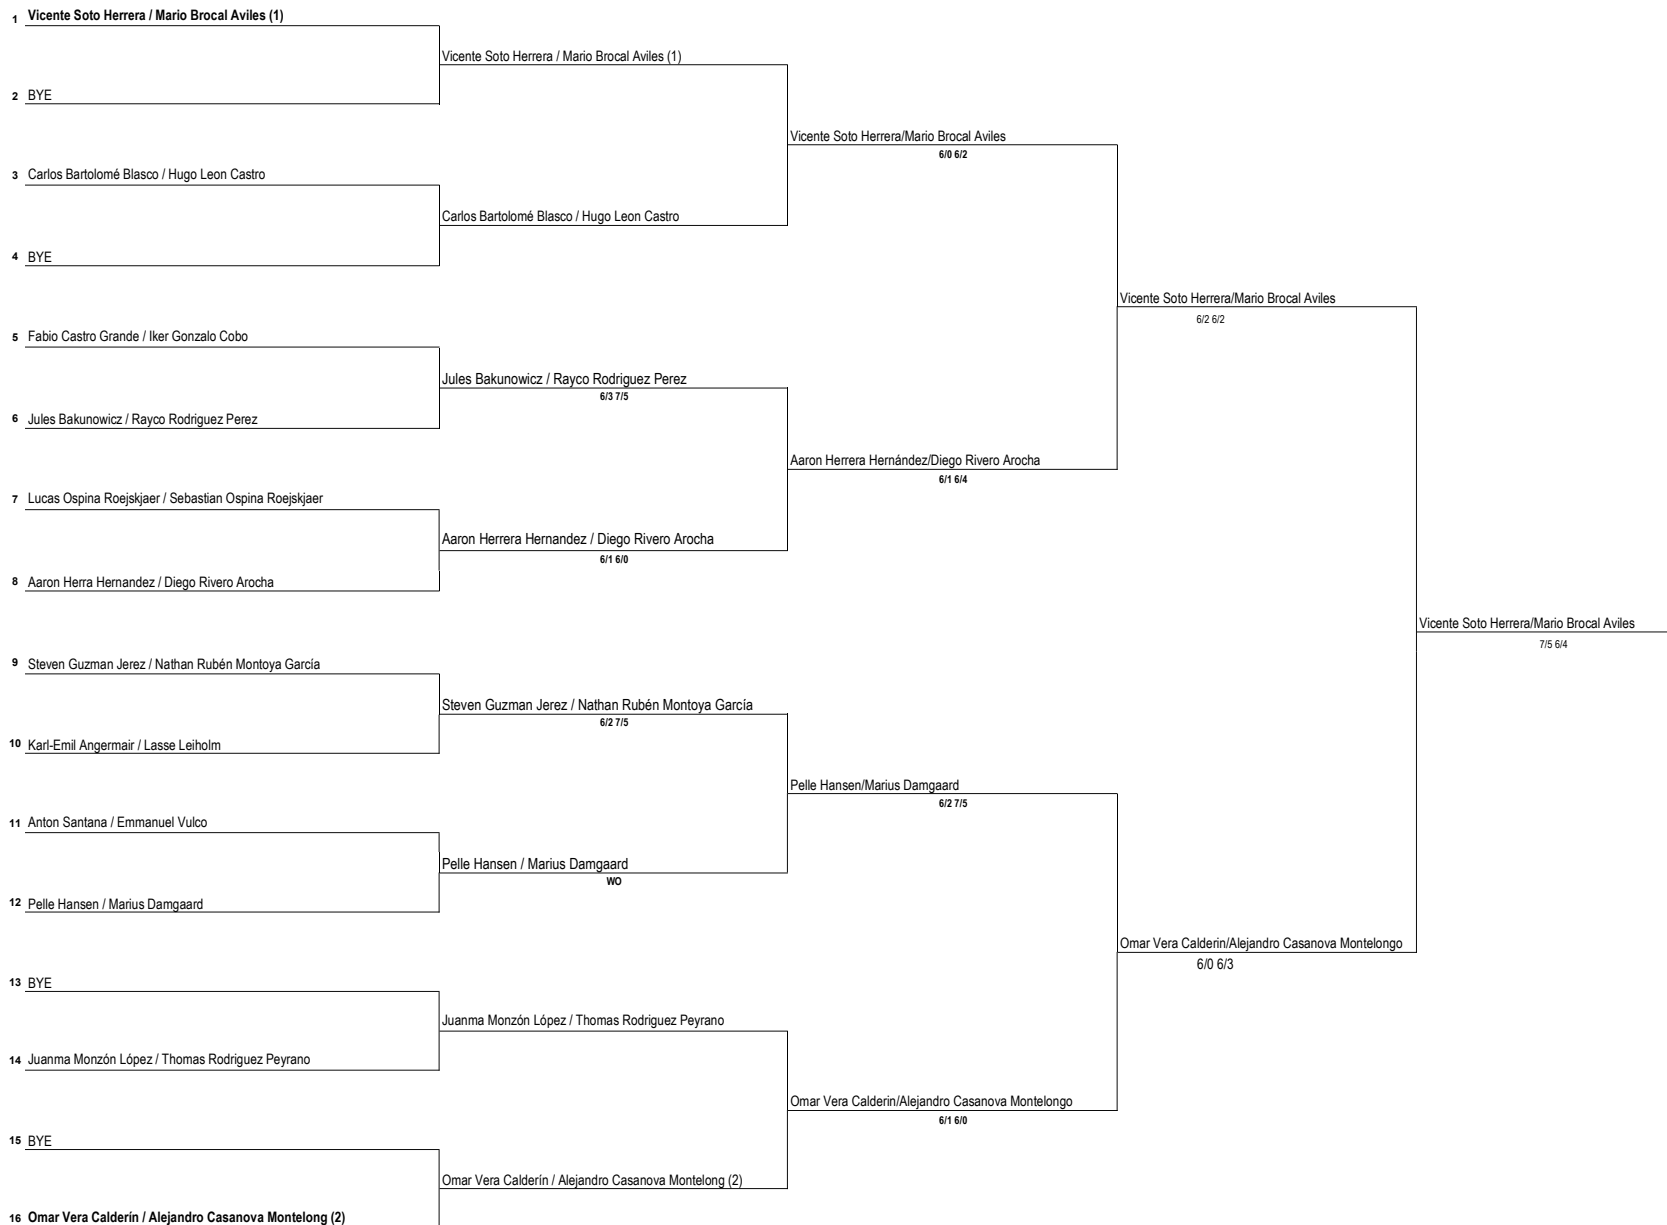 1 Vicente Soto Herrera / Mario Brocal Aviles (1)
Vicente Soto Herrera / Mario Brocal Aviles (1)
2 BYE
Vicente Soto Herrera/Mario Brocal Aviles
6/0 6/2
3 Carlos Bartolomé Blasco / Hugo Leon Castro
Carlos Bartolomé Blasco / Hugo Leon Castro
4 BYE
Vicente Soto Herrera/Mario Brocal Aviles
6/2 6/2
5 Fabio Castro Grande / Iker Gonzalo Cobo
Jules Bakunowicz / Rayco Rodriguez Perez
6/3 7/5
6 Jules Bakunowicz / Rayco Rodriguez Perez
Aaron Herrera Hernández/Diego Rivero Arocha
6/1 6/4
7 Lucas Ospina Roejskjaer / Sebastian Ospina Roejskjaer
Aaron Herrera Hernandez / Diego Rivero Arocha
6/1 6/0
8 Aaron Herra Hernandez / Diego Rivero Arocha
Vicente Soto Herrera/Mario Brocal Aviles
7/5 6/4
9 Steven Guzman Jerez / Nathan Rubén Montoya García
Steven Guzman Jerez / Nathan Rubén Montoya García
6/2 7/5
10 Karl-Emil Angermair / Lasse Leiholm
Pelle Hansen/Marius Damgaard
6/2 7/5
11 Anton Santana / Emmanuel Vulco
Pelle Hansen / Marius Damgaard
WO
12 Pelle Hansen / Marius Damgaard
Omar Vera Calderin/Alejandro Casanova Montelongo
6/0 6/3
13 BYE
Juanma Monzón López / Thomas Rodriguez Peyrano
14 Juanma Monzón López / Thomas Rodriguez Peyrano
Omar Vera Calderin/Alejandro Casanova Montelongo
6/1 6/0
15 BYE
Omar Vera Calderín / Alejandro Casanova Montelong (2)
16 Omar Vera Calderín / Alejandro Casanova Montelong (2)